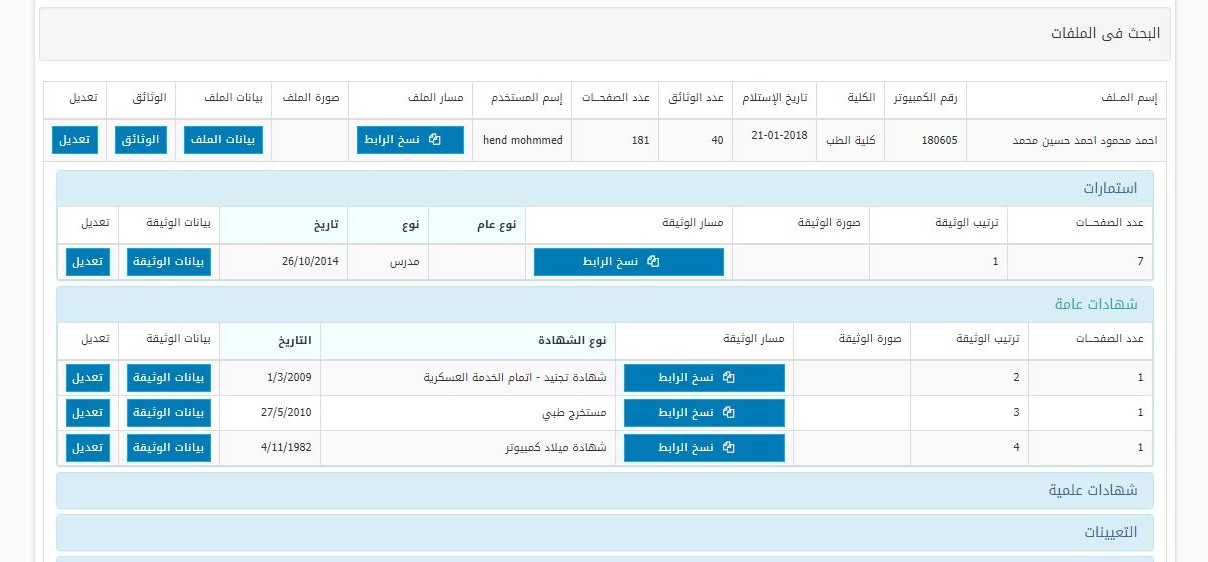 البحث فى الملفات
إسم المـلف رقم الكمبيوتر الكلية تاريخ الإستلام عدد الوثائق عدد الصفحـات إسم المستخدم مسار الملف صورة الملف بيانات الملف الوثائق تعديل
احمد محمود احمد حسين محمد 180605 كلية الطب 21-01-2018 40 181 hend mohmmed نسخ الرابط بيانات الملف الوثائق تعديل
استمارات
عدد الصفحـات ترتيب الوثيقة صورة الوثيقة مسار الوثيقة نوع عام نوع تاريخ بيانات الوثيقة تعديل
7 1 نسخ الرابط مدرس 26/10/2014 بيانات الوثيقة تعديل
شهادات عامة
عدد الصفحـات ترتيب الوثيقة صورة الوثيقة مسار الوثيقة نوع الشهادة التاريخ بيانات الوثيقة تعديل
1 2 نسخ الرابط شهادة تجنيد - اتمام الخدمة العسكرية 1/3/2009 بيانات الوثيقة تعديل
1 3 نسخ الرابط مستخرج طبي 27/5/2010 بيانات الوثيقة تعديل
1 4 نسخ الرابط شهادة ميلاد كمبيوتر 4/11/1982 بيانات الوثيقة تعديل
شهادات علمية
التعيينات